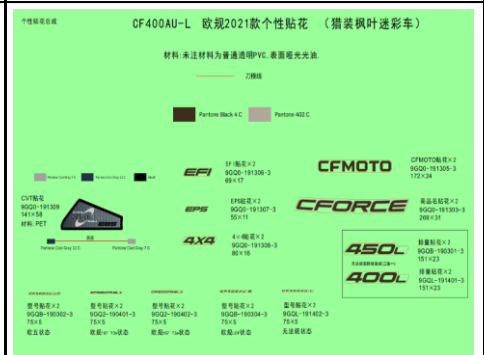 个性贴花总成
CF400AU-L 欧规2021款个性贴花 （猎装枫叶迷彩车）
材料：未注材料为普通透明PVC，表面哑光光油.
刀模线
Pantone Black 4 C
Pantone 402 C
CVT贴花
9GQ0-191309
141×58
材料：PET
EFI
EFI贴花×2
9GQ0-191306-3
69×17
CFMOTO
CFMOTO贴花×2
9GQ0-191305-3
172×24
EPS
EPS贴花×2
9GQ0-191307-3
55×11
CFORCE
商品名贴花×2
9GQ0-191303-3
269×31
4X4
4×4贴花×2
9GQ0-191308-3
80×16
450L
排量贴花×2
9GQB-190301-3
151×23
400L
排量贴花×2
9GQL-191401-3
151×23
型号贴花×2
9GQB-190302-3
75×5
欧五状态
型号贴花×2
9GQ2-190401-3
75×5
型号贴花×2
9GQ2-190402-3
75×5
型号贴花×2
9GQB-190304-3
75×5
型号贴花×2
9GQL-191402-3
75×5
无法规状态